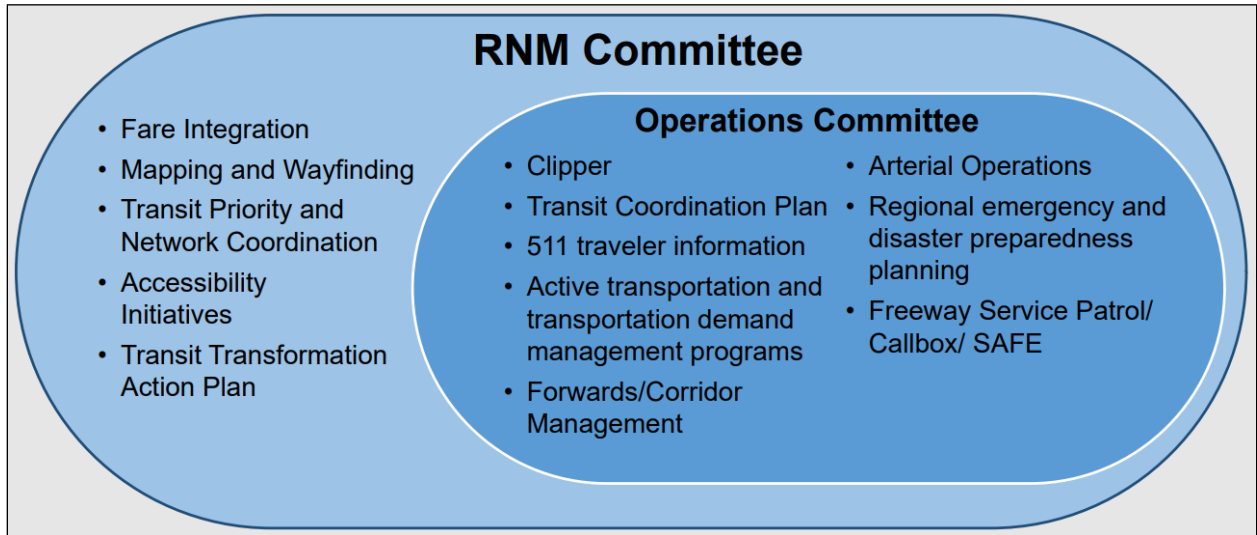 RNM Committee
• Fare Integration
• Mapping and Wayfinding
• Transit Priority and
Network Coordination
• Accessibility
Initiatives
• Transit Transformation
Action Plan
Operations Committee
• Clipper
• Transit Coordination Plan
• 511 traveler information
• Active transportation and
transportation demand
management programs
• Forwards/Corridor
Management
• Arterial Operations
• Regional emergency and
disaster preparedness
planning
• Freeway Service Patrol/
Callbox/ SAFE